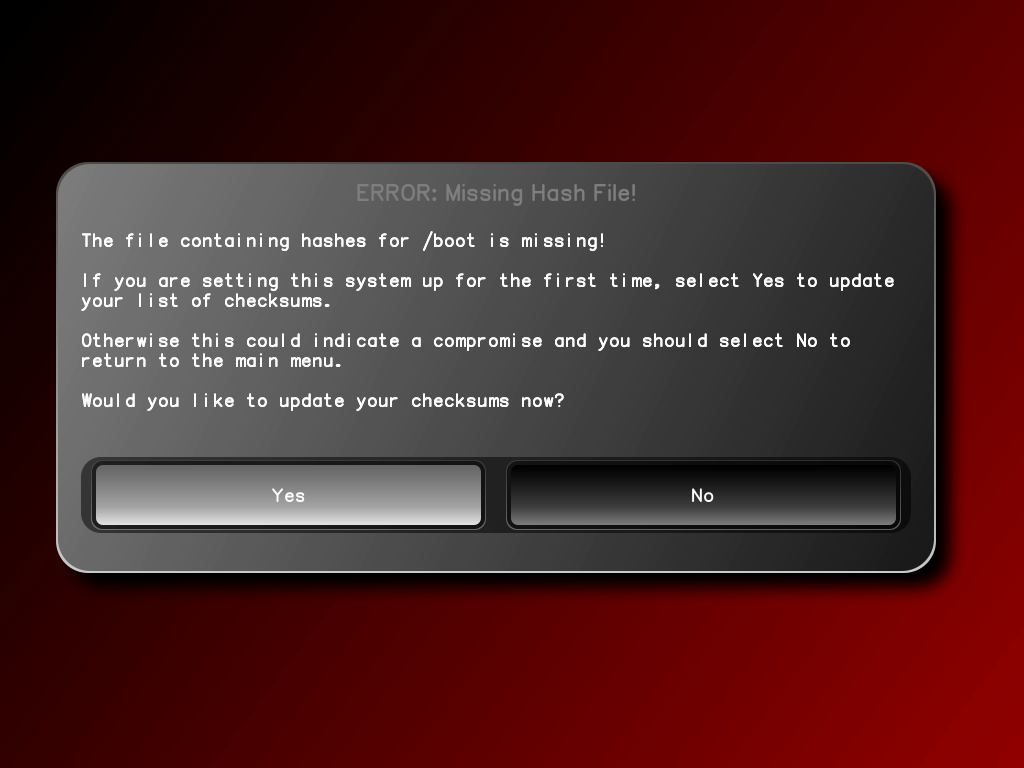 ERROR: Missing Hash File!
The file containing hashes for /boot is missing!
If you are setting this system up for the first time, select Yes to update
your list of checksums.
Otherwise this could indicate a compromise and you should select No to
return to the main menu.
Would you like to update your checksums now?
Yes
No